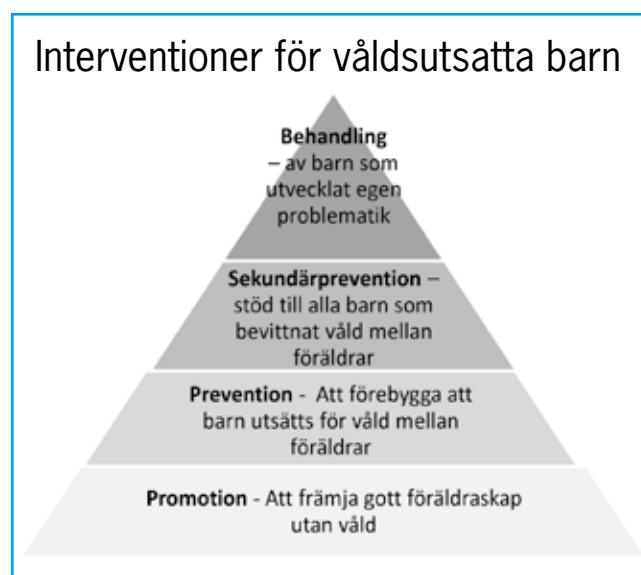 Interventioner för våldsutsatta barn
Behandling
– av barn som
utvecklat egen
problematik
Sekundärprevention –
stöd till alla barn som
bevittnat våld mellan
föräldrar
Prevention - Att förebygga att
barn utsätts för våld mellan
föräldrar
Promotion - Att främja gott föräldraskap
utan våld